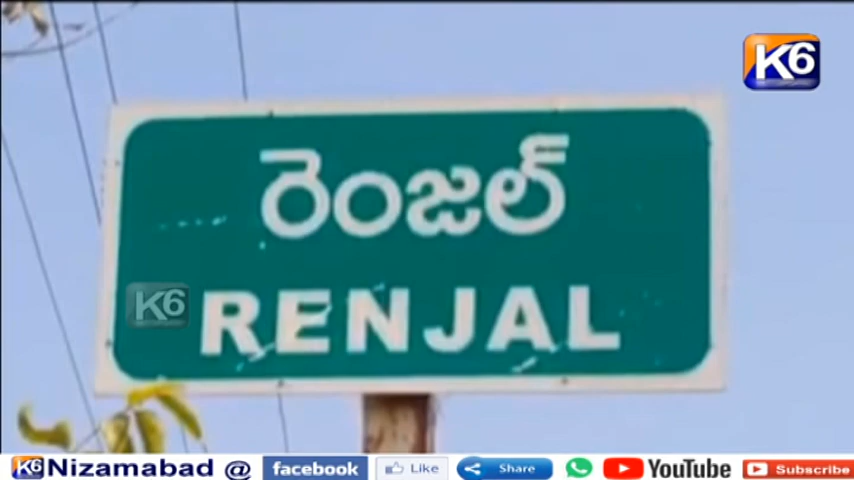 K6
రెంజల్
K6
RENJAL
K6 Nizamabad @ facebook Like Share YouTube Subscribe